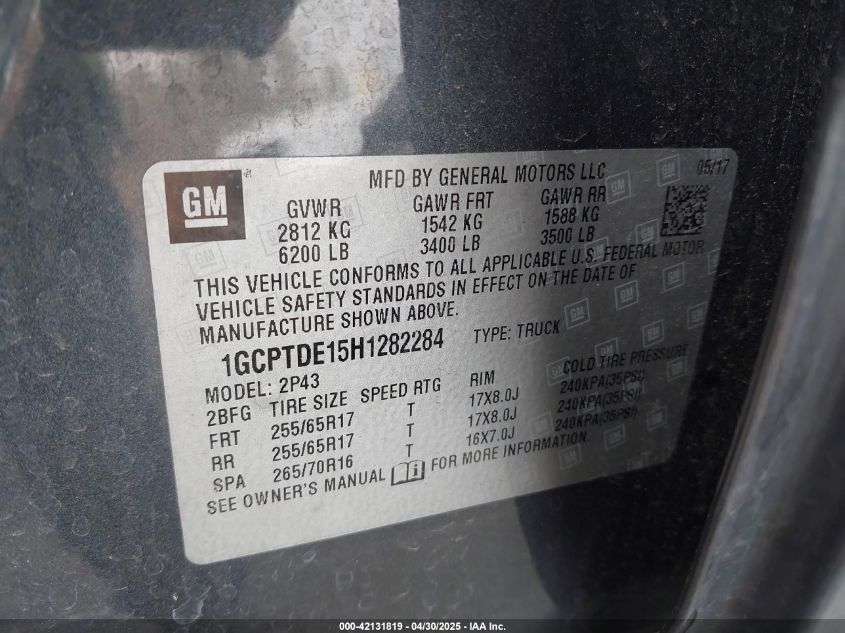 GM
MFD BY GENERAL MOTORS LLC
05/17
GVWR GAWR FRT GAWR RR
2812 KG 1542 KG 1588 KG
6200 LB 3400 LB 3500 LB
THIS VEHICLE CONFORMS TO ALL APPLICABLE U.S. FEDERAL MOTOR
VEHICLE SAFETY STANDARDS IN EFFECT ON THE DATE OF
MANUFACTURE SHOWN ABOVE.
1GCPTDE15H1282284 TYPE: TRUCK
MODEL: 2P43
2BFG TIRE SIZE SPEED RTG RIM COLD TIRE PRESSURE
FRT 255/65R17 T 17X8.0J 240KPA(35PSI)
RR 255/65R17 T 17X8.0J 240KPA(35PSI)
SPA 265/70R16 T 16X7.0J 240KPA(35PSI)
SEE OWNER'S MANUAL FOR MORE INFORMATION.
000-42131819 - 04/30/2025 - IAA Inc.